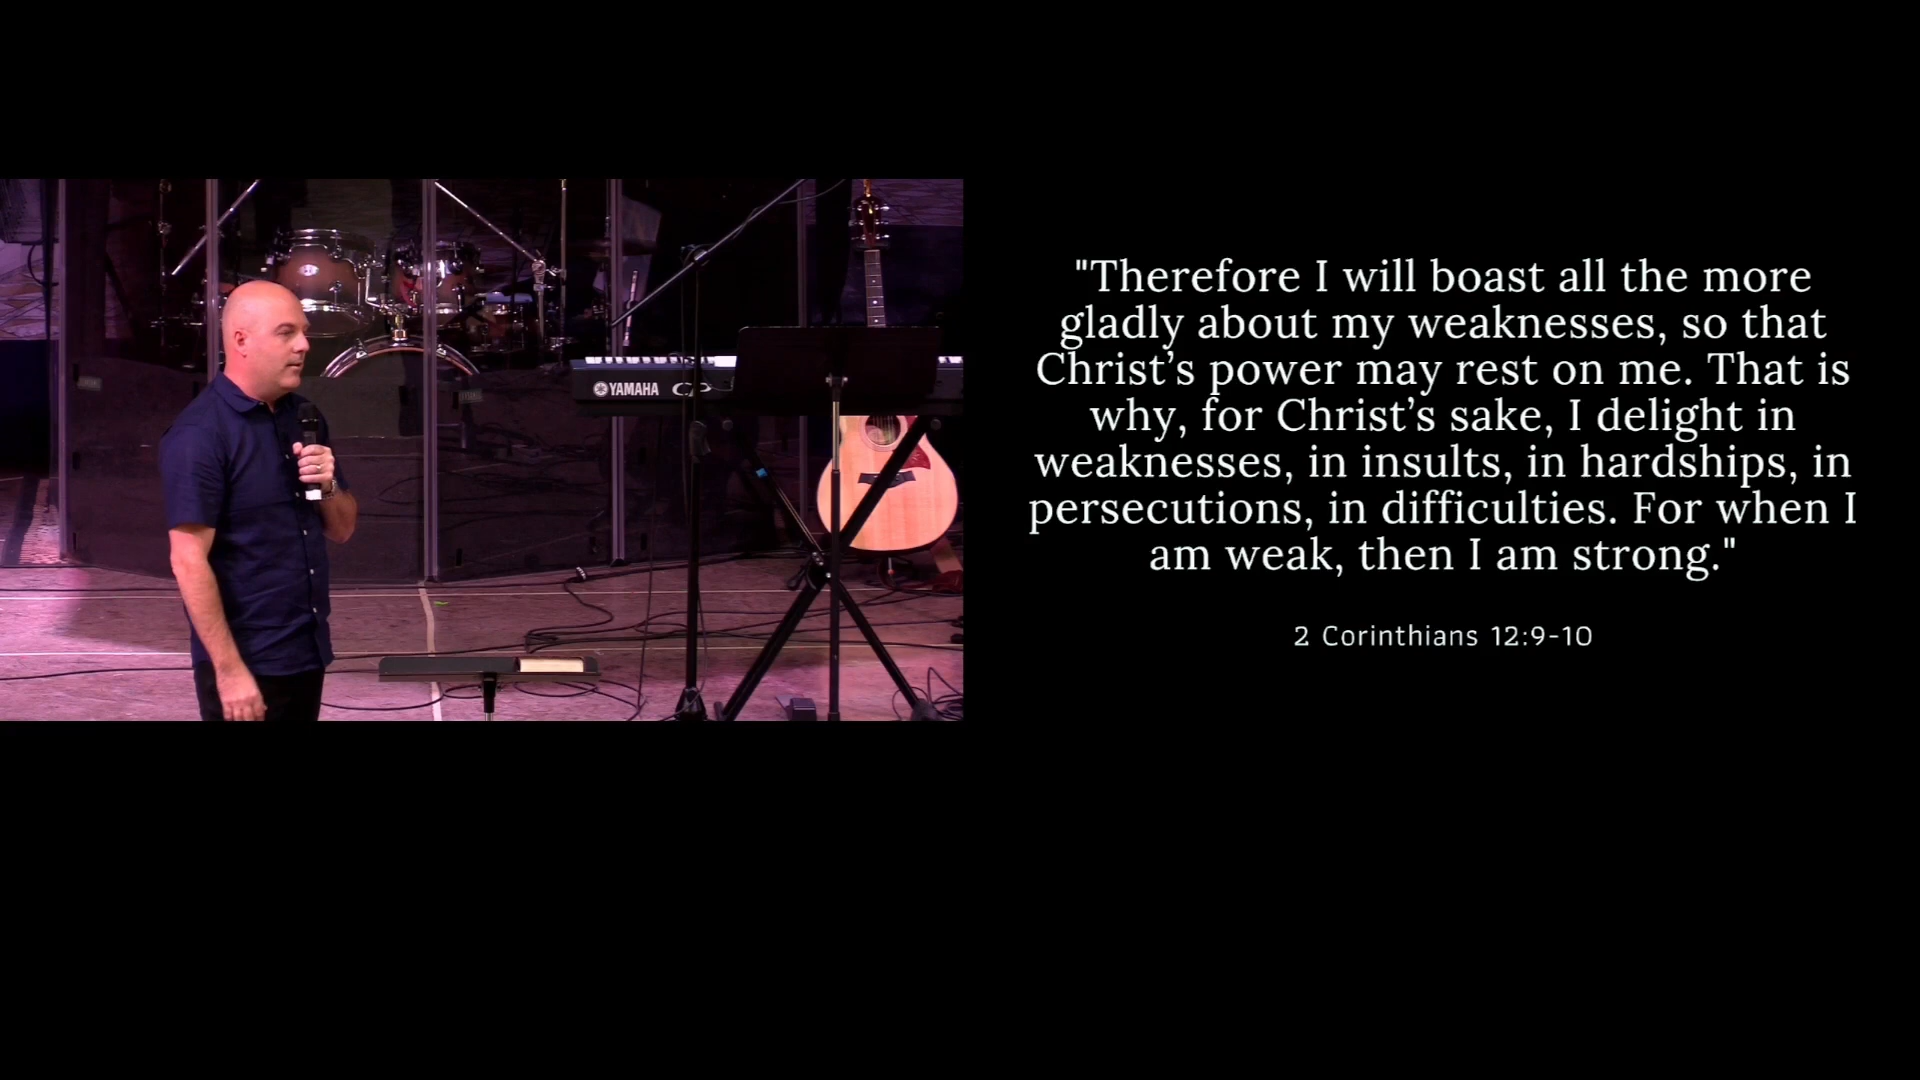 YAMAHA CP
"Therefore I will boast all the more
gladly about my weaknesses, so that
Christ’s power may rest on me. That is
why, for Christ’s sake, I delight in
weaknesses, in insults, in hardships, in
persecutions, in difficulties. For when I
am weak, then I am strong."
2 Corinthians 12:9-10